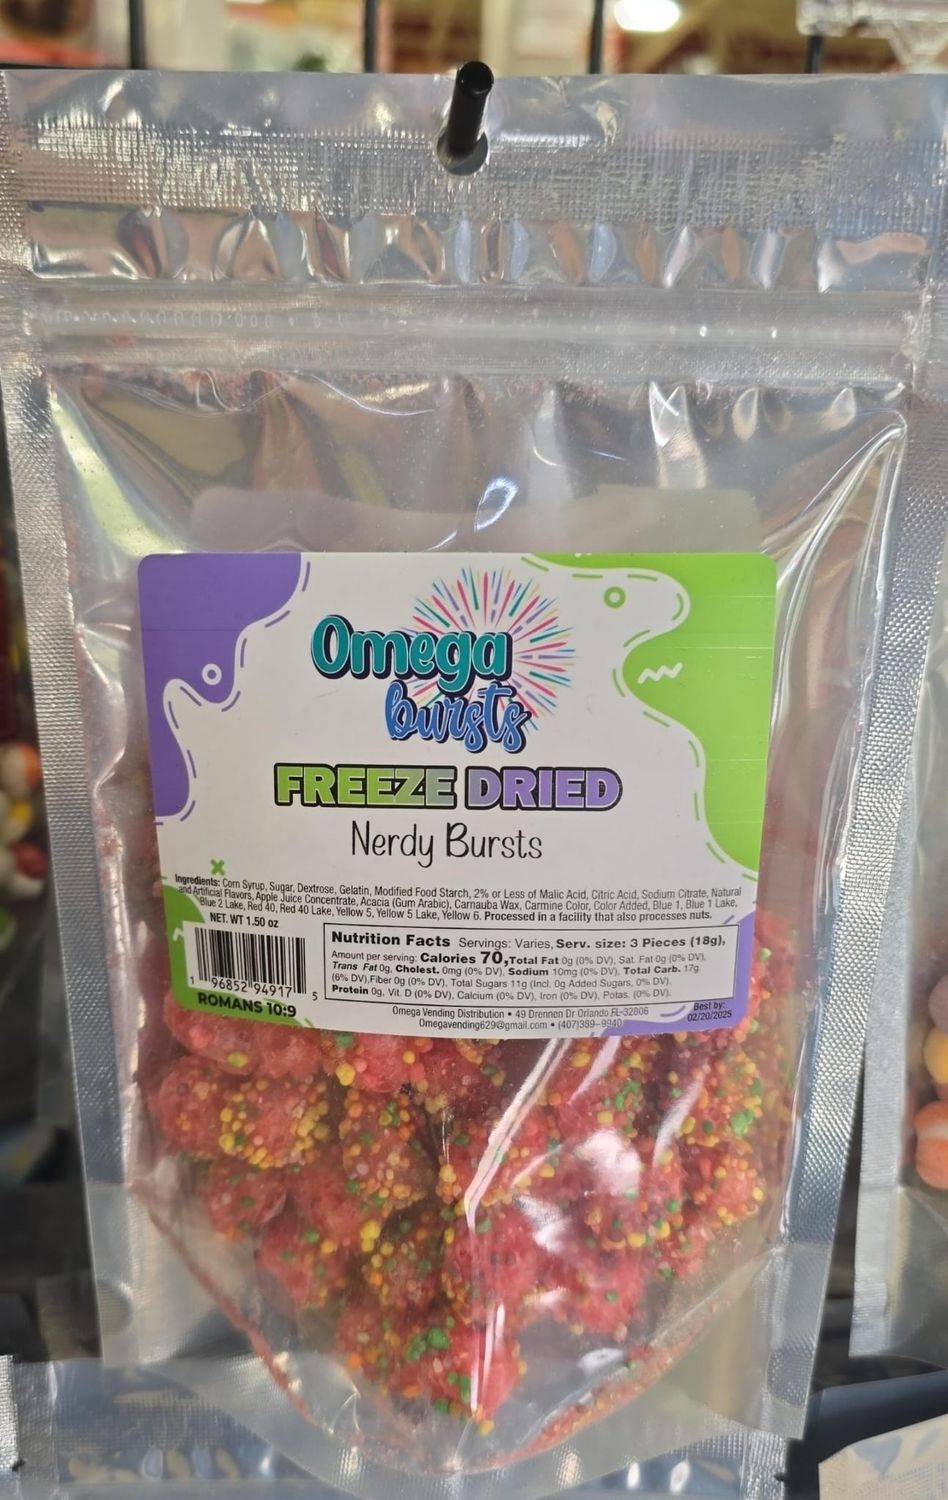 Omega
bursts
FREEZE DRIED
Nerdy Bursts
Ingredients: Corn Syrup, Sugar, Dextrose, Gelatin, Modified Food Starch, 2% or Less of Malic Acid, Citric Acid, Sodium Citrate, Natural
and Artificial Flavors, Apple Juice Concentrate, Acacia (Gum Arabic), Carnauba Wax, Carmine Color, Color Added, Blue 1, Blue 1 Lake,
Blue 2 Lake, Red 40, Red 40 Lake, Yellow 5, Yellow 5 Lake, Yellow 6. Processed in a facility that also processes nuts.
NET. WT 1.50 oz
1 96852 94917 5
ROMANS 10:9
Nutrition Facts Servings: Varies, Serv. size: 3 Pieces (18g),
Amount per serving: Calories 70, Total Fat 0g (0% DV), Sat. Fat 0g (0% DV),
Trans Fat 0g, Cholest. 0mg (0% DV), Sodium 10mg (0% DV), Total Carb. 17g
(6% DV), Fiber 0g (0% DV), Total Sugars 11g (Incl. 0g Added Sugars, 0% DV),
Protein 0g, Vit. D (0% DV), Calcium (0% DV), Iron (0% DV), Potas. (0% DV).
Omega Vending Distribution • 49 Drennen Dr Orlando FL-32806
Omegavending629@gmail.com • (407)389-9940
Best by:
02/20/2025